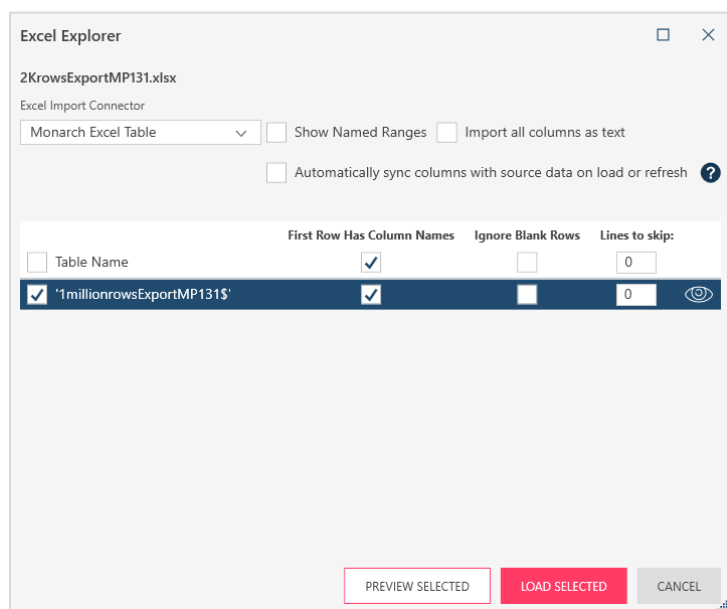 Excel Explorer
2KrowsExportMP131.xlsx
Excel Import Connector
Monarch Excel Table Show Named Ranges Import all columns as text
Automatically sync columns with source data on load or refresh ?
First Row Has Column Names Ignore Blank Rows Lines to skip:
Table Name 0
'1millionrowsExportMP131$' 0
PREVIEW SELECTED LOAD SELECTED CANCEL